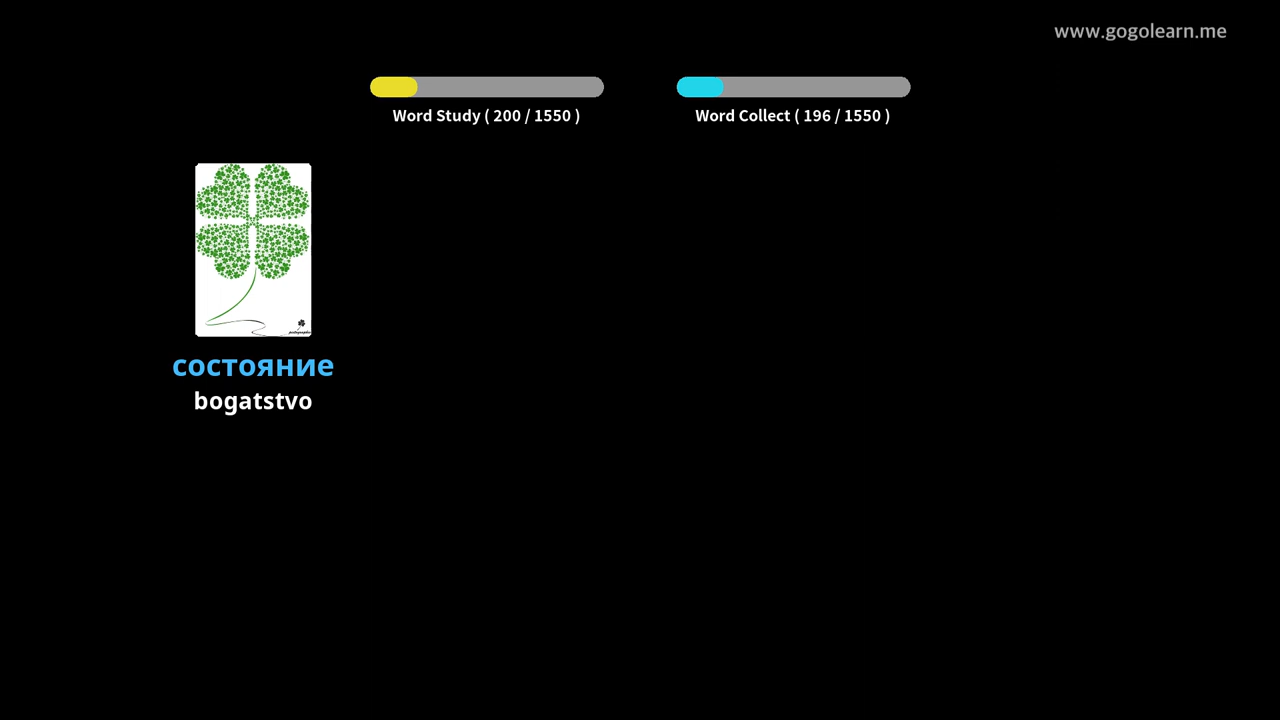 www.gogolearn.me
Word Study ( 200 / 1550 )
Word Collect ( 196 / 1550 )
состояние
bogatstvo